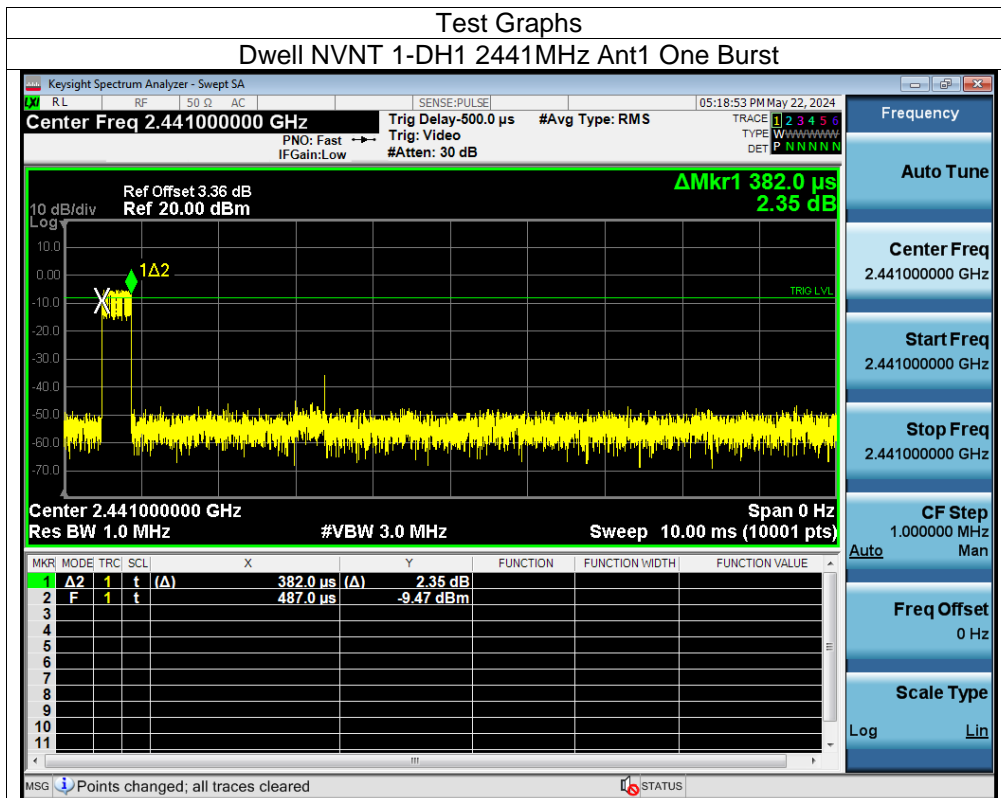 Test Graphs
Dwell NVNT 1-DH1 2441MHz Ant1 One Burst
Keysight Spectrum Analyzer - Swept SA
LXI RL RF 50 Ω AC SENSE:PULSE 05:18:53 PM May 22, 2024
Center Freq 2.441000000 GHz
PNO: Fast
IFGain:Low
Trig Delay-500.0 µs
Trig: Video
#Atten: 30 dB
#Avg Type: RMS
TRACE 1 2 3 4 5 6
TYPE WWWWWW
DET P N N N N N
ΔMkr1 382.0 µs
2.35 dB
Ref Offset 3.36 dB
10 dB/div Ref 20.00 dBm
Log
10.0
0.00
-10.0
-20.0
-30.0
-40.0
-50.0
-60.0
-70.0
1Δ2
TRIG LVL
Center 2.441000000 GHz Span 0 Hz
Res BW 1.0 MHz #VBW 3.0 MHz Sweep 10.00 ms (10001 pts)
MKR MODE TRC SCL X Y FUNCTION FUNCTION WIDTH FUNCTION VALUE
1 Δ2 1 t (Δ) 382.0 µs (Δ) 2.35 dB
2 F 1 t 487.0 µs -9.47 dBm
3
4
5
6
7
8
9
10
11
MSG Points changed; all traces cleared STATUS
Frequency
Auto Tune
Center Freq
2.441000000 GHz
Start Freq
2.441000000 GHz
Stop Freq
2.441000000 GHz
CF Step
1.000000 MHz
Auto Man
Freq Offset
0 Hz
Scale Type
Log Lin